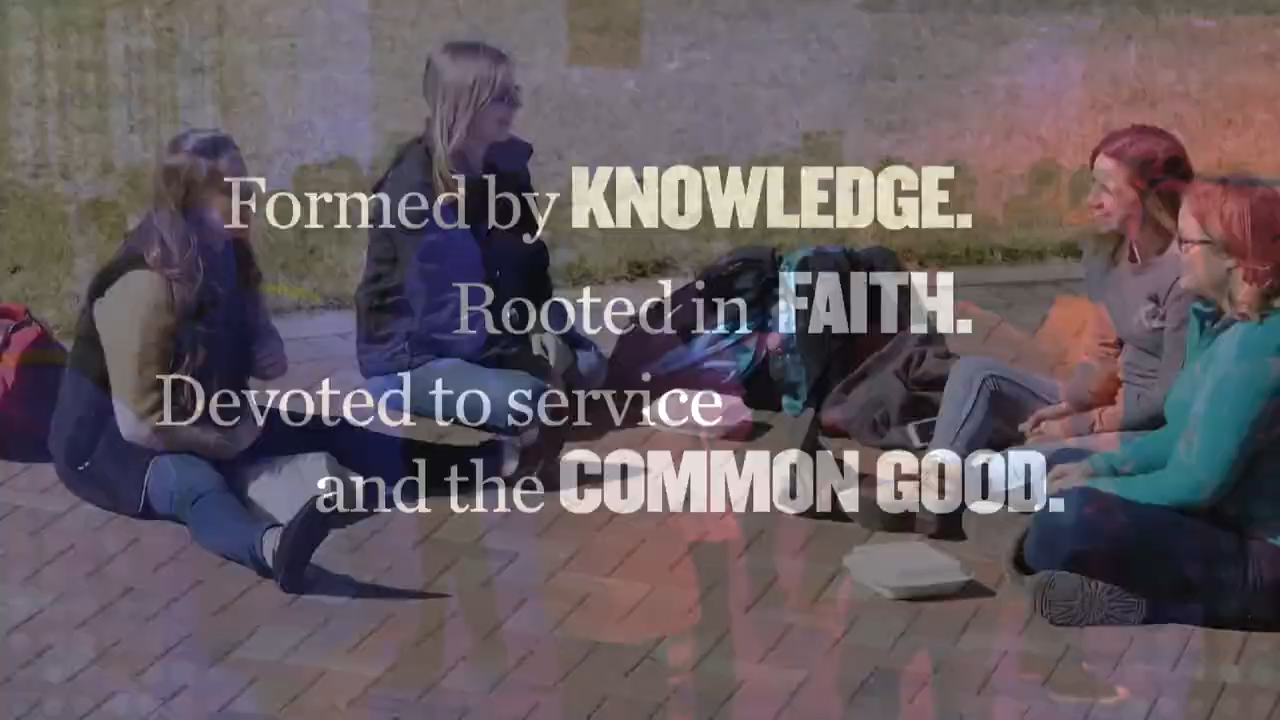 Formed by KNOWLEDGE.
Rooted in FAITH.
Devoted to service
and the COMMON GOOD.